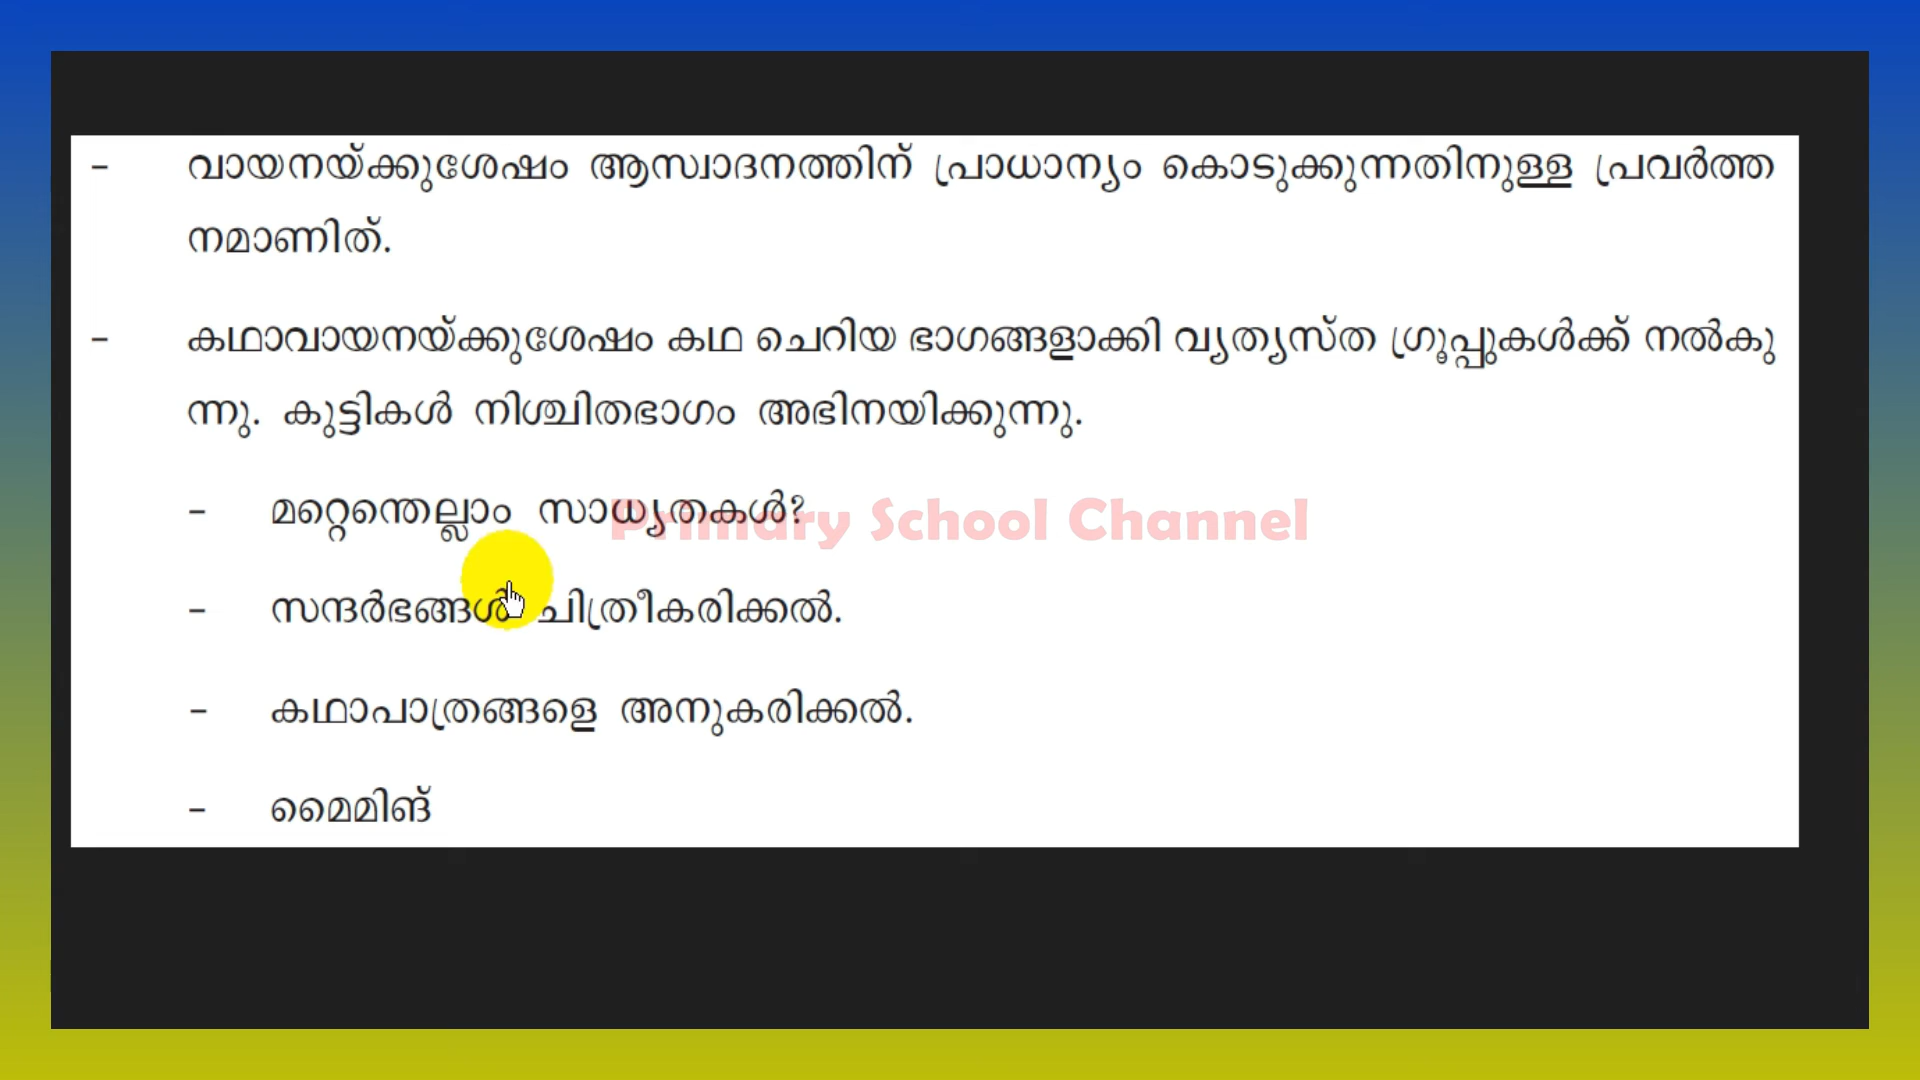 - വായനയ്ക്കുശേഷം ആസ്വാദനത്തിന് പ്രാധാന്യം കൊടുക്കുന്നതിനുള്ള പ്രവർത്ത
നമാണിത്.
- കഥാവായനയ്ക്കുശേഷം കഥ ചെറിയ ഭാഗങ്ങളാക്കി വ്യത്യസ്ത ഗ്രൂപ്പുകൾക്ക് നൽകു
ന്നു. കുട്ടികൾ നിശ്ചിതഭാഗം അഭിനയിക്കുന്നു.
- മറ്റെന്തെല്ലാം സാധ്യതകൾ?
Primary School Channel
- സന്ദർഭങ്ങൾ ചിത്രീകരിക്കൽ.
- കഥാപാത്രങ്ങളെ അനുകരിക്കൽ.
- മൈമിങ്